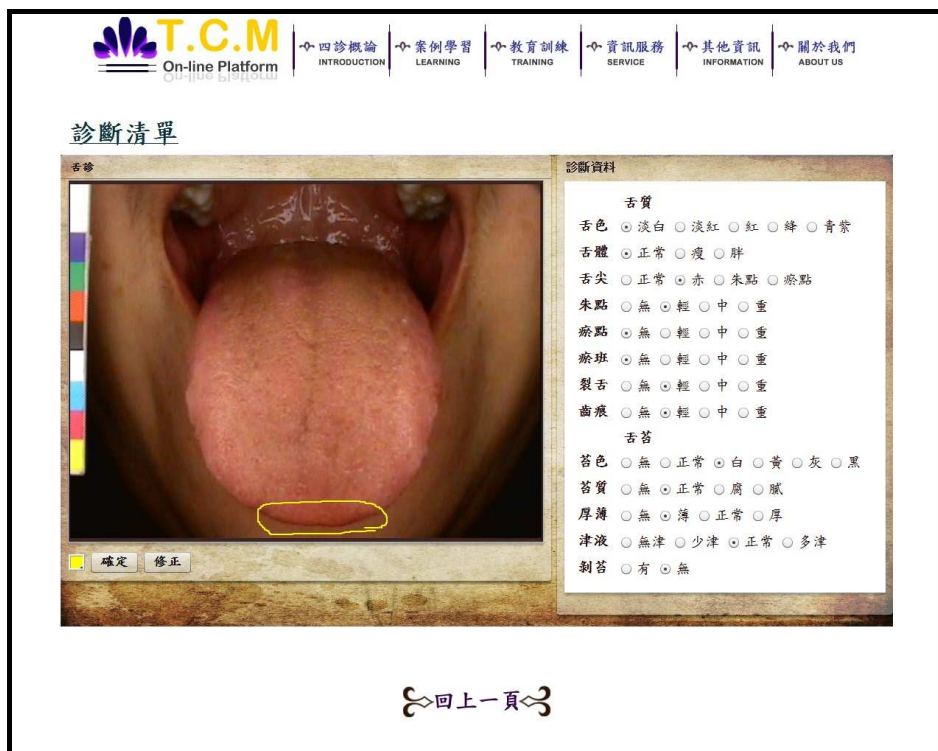 T.C.M
On-line Platform
四診概論
INTRODUCTION
案例學習
LEARNING
教育訓練
TRAINING
資訊服務
SERVICE
其他資訊
INFORMATION
關於我們
ABOUT US
診斷清單
舌診
診斷資料
舌質
舌色 淡白 淡紅 紅 絳 青紫
舌體 正常 瘦 胖
舌尖 正常 赤 朱點 瘀點
朱點 無 輕 中 重
瘀點 無 輕 中 重
瘀班 無 輕 中 重
裂舌 無 輕 中 重
齒痕 無 輕 中 重
舌苔
苔色 無 正常 白 黃 灰 黑
苔質 無 正常 腐 膩
厚薄 無 薄 正常 厚
津液 無津 少津 正常 多津
剝苔 有 無
確定 修正
回上一頁